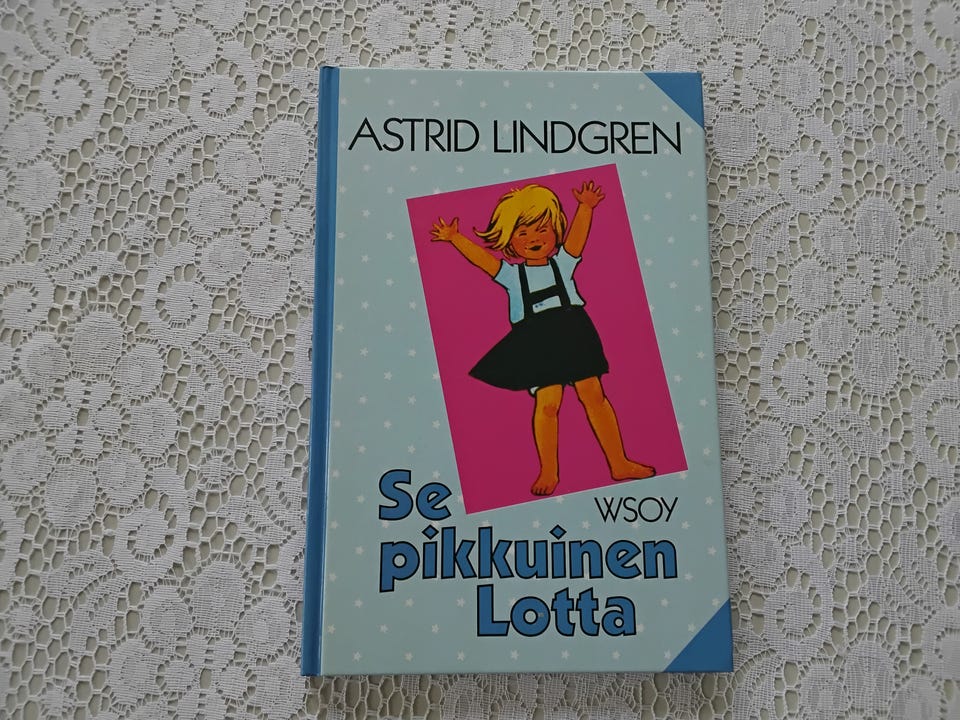 ASTRID LINDGREN
Se
WSOY
pikkuinen
Lotta